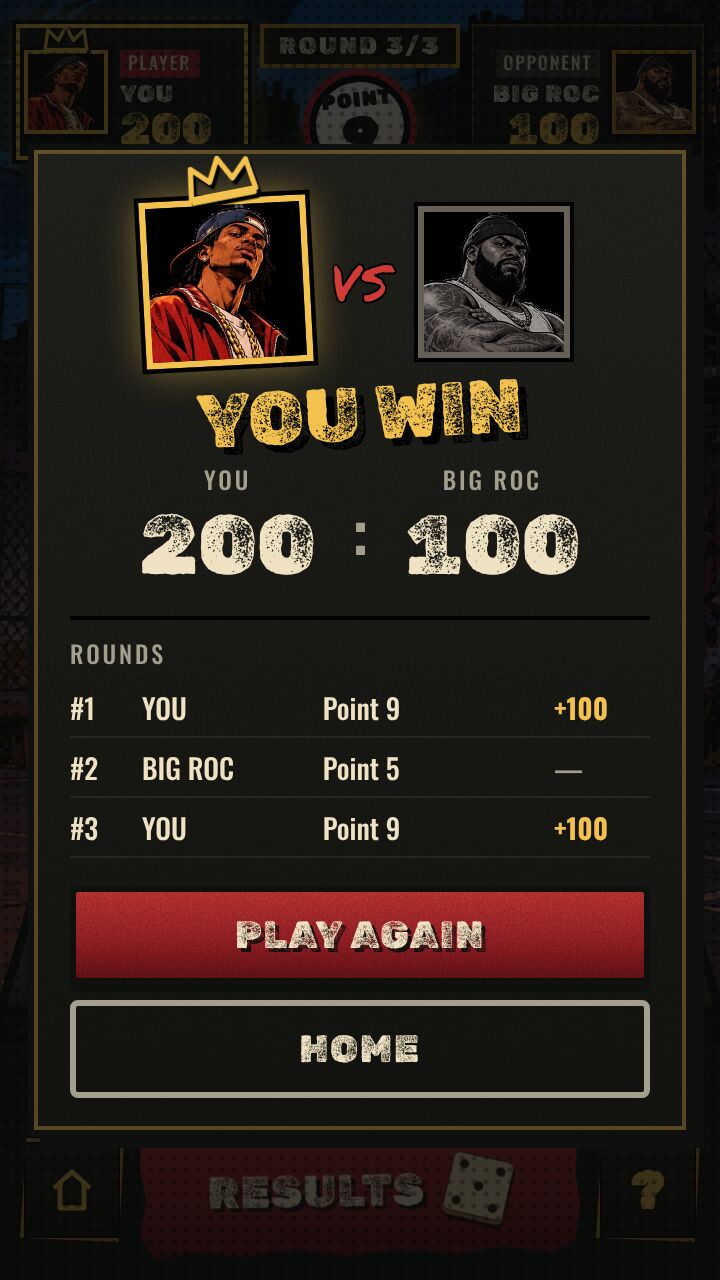 ROUND 3/3
PLAYER
YOU
200
POINT
9
OPPONENT
BIG ROC
100
VS
YOU WIN
YOU
BIG ROC
200 : 100
ROUNDS
#1 YOU Point 9 +100
#2 BIG ROC Point 5 —
#3 YOU Point 9 +100
PLAY AGAIN
HOME
RESULTS
?